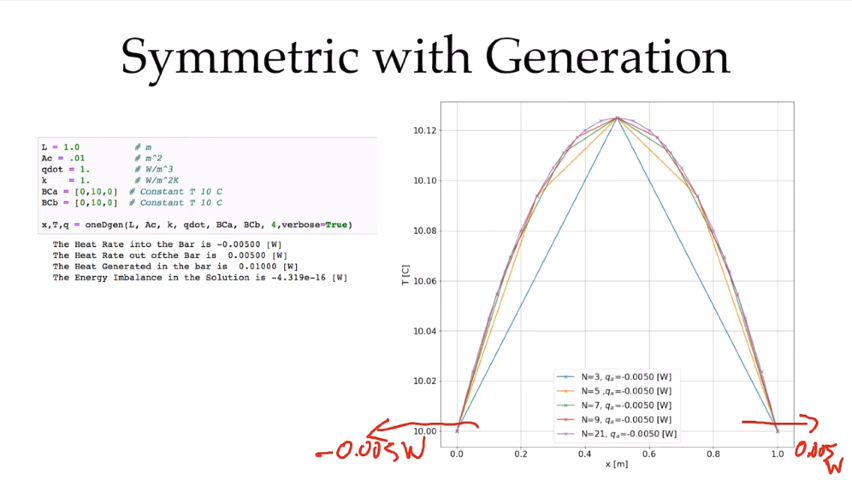 Symmetric with Generation
L = 1.0 # m
Ac = .01 # m^2
qdot = 1. # W/m^3
k = 1. # W/m^2K
BCa = [0,10,0] # Constant T 10 C
BCb = [0,10,0] # Constant T 10 C
x,T,q = oneDgen(L, Ac, k, qdot, BCa, BCb, 4,verbose=True)
The Heat Rate into the Bar is -0.00500 [W]
The Heat Rate out ofthe Bar is 0.00500 [W]
The Heat Generated in the bar is 0.01000 [W]
The Energy Imbalance in the Solution is -4.319e-16 [W]
T [C]
10.12
10.10
10.08
10.06
10.04
10.02
10.00
N=3, qₐ=-0.0050 [W]
N=5 ,qₐ=-0.0050 [W]
N=7, qₐ=-0.0050 [W]
N=9, qₐ=-0.0050 [W]
N=21, qₐ=-0.0050 [W]
0.0 0.2 0.4 0.6 0.8 1.0
x [m]
-0.005W
0.005
W